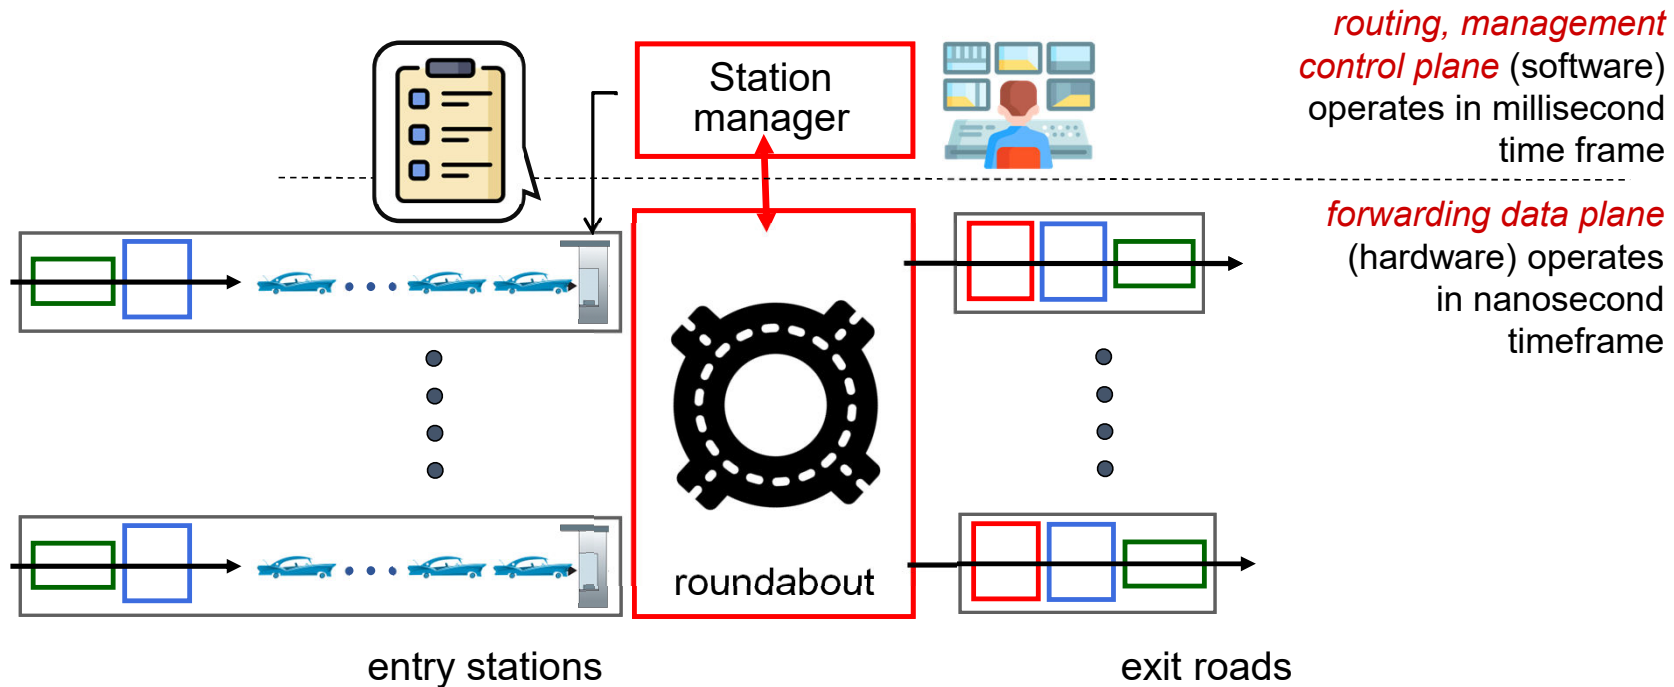 routing, management
control plane (software)
operates in millisecond
time frame
Station
manager
forwarding data plane
(hardware) operates
in nanosecond
timeframe
roundabout
entry stations
exit roads